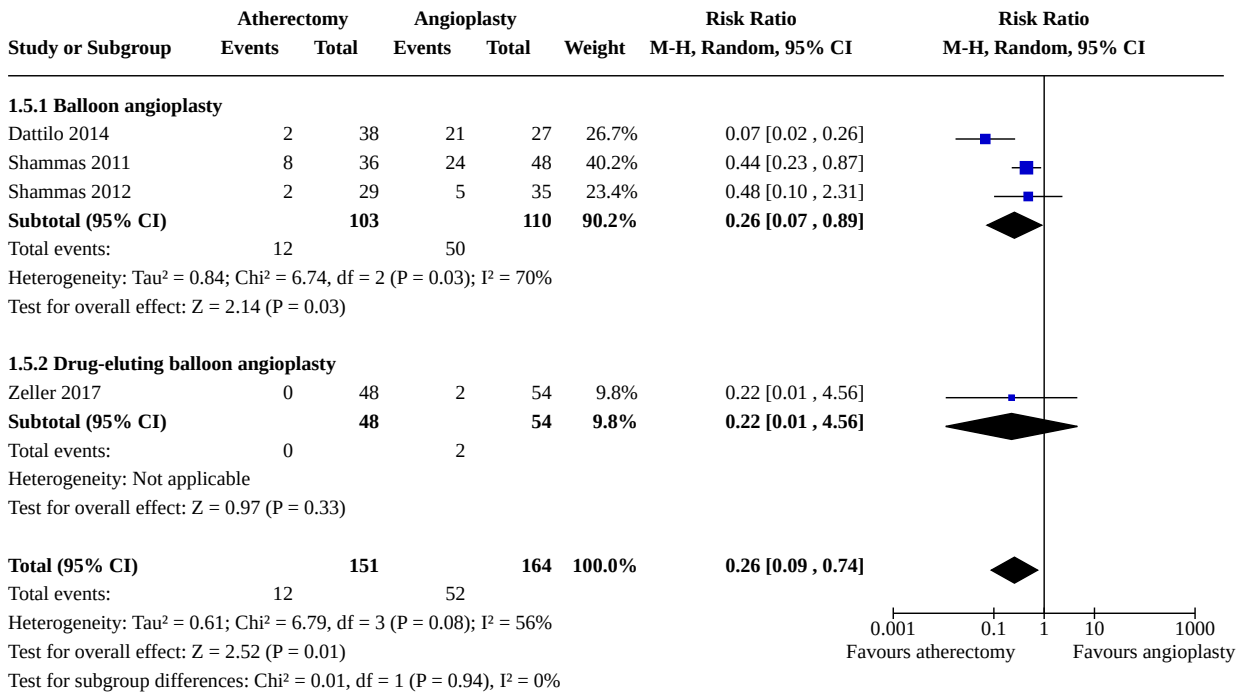 Atherectomy Angioplasty Risk Ratio Risk Ratio
Study or Subgroup Events Total Events Total Weight M-H, Random, 95% CI M-H, Random, 95% CI
1.5.1 Balloon angioplasty
Dattilo 2014 2 38 21 27 26.7% 0.07 [0.02 , 0.26]
Shammas 2011 8 36 24 48 40.2% 0.44 [0.23 , 0.87]
Shammas 2012 2 29 5 35 23.4% 0.48 [0.10 , 2.31]
Subtotal (95% CI) 103 110 90.2% 0.26 [0.07 , 0.89]
Total events: 12 50
Heterogeneity: Tau² = 0.84; Chi² = 6.74, df = 2 (P = 0.03); I² = 70%
Test for overall effect: Z = 2.14 (P = 0.03)
1.5.2 Drug-eluting balloon angioplasty
Zeller 2017 0 48 2 54 9.8% 0.22 [0.01 , 4.56]
Subtotal (95% CI) 48 54 9.8% 0.22 [0.01 , 4.56]
Total events: 0 2
Heterogeneity: Not applicable
Test for overall effect: Z = 0.97 (P = 0.33)
Total (95% CI) 151 164 100.0% 0.26 [0.09 , 0.74]
Total events: 12 52
Heterogeneity: Tau² = 0.61; Chi² = 6.79, df = 3 (P = 0.08); I² = 56%
0.001 0.1 1 10 1000
Test for overall effect: Z = 2.52 (P = 0.01)
Favours atherectomy Favours angioplasty
Test for subgroup differences: Chi² = 0.01, df = 1 (P = 0.94), I² = 0%